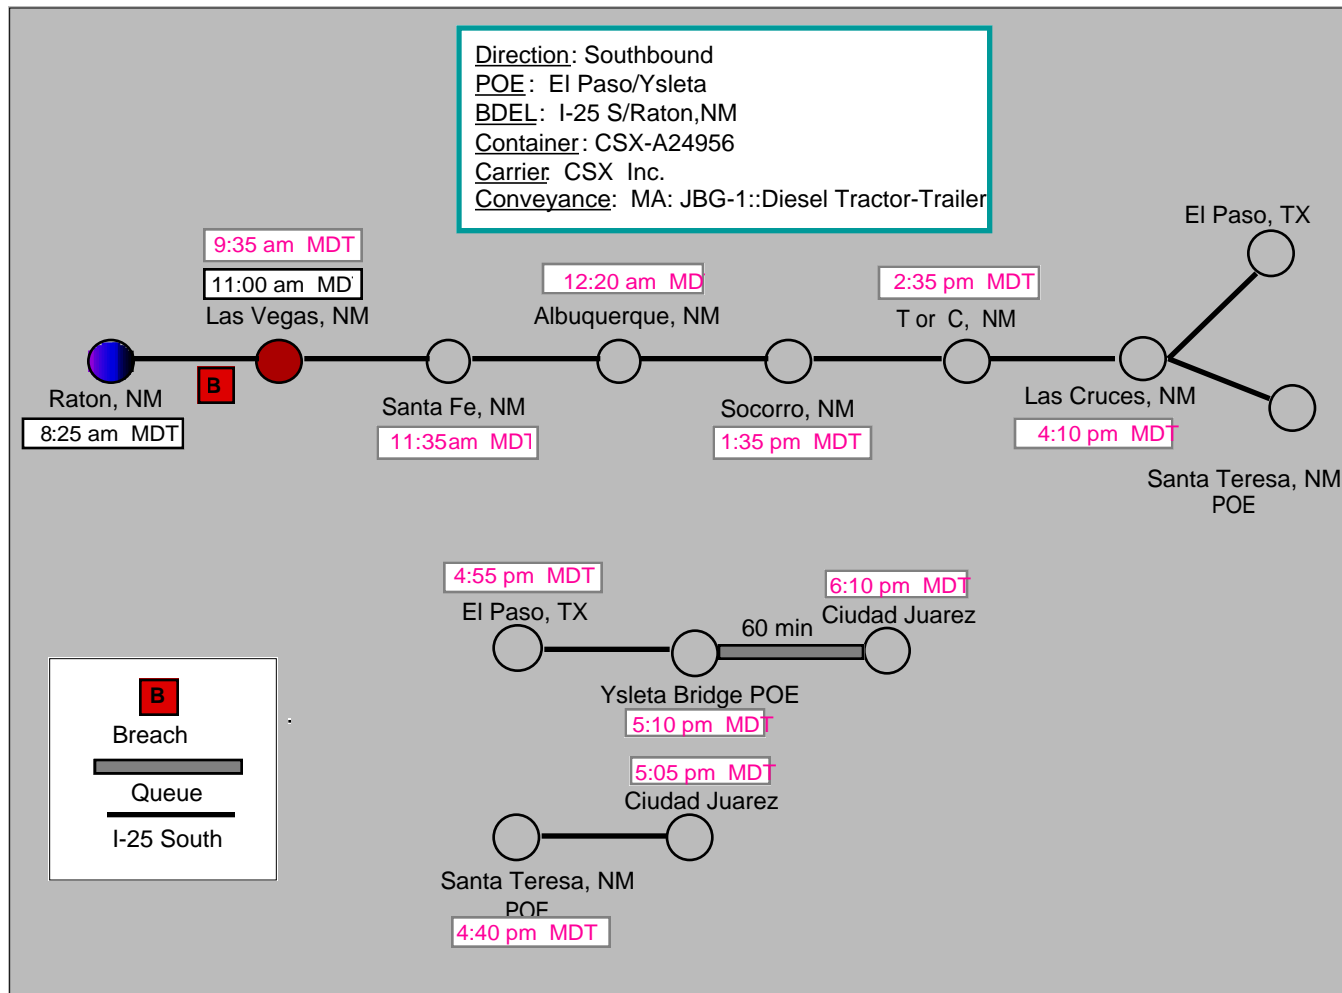 Direction: Southbound
POE: El Paso/Ysleta
BDEL: I-25 S/Raton,NM
Container: CSX-A24956
Carrier: CSX Inc.
Conveyance: MA: JBG-1::Diesel Tractor-Trailer
El Paso, TX
9:35 am MDT
11:00 am MD
Las Vegas, NM
12:20 am MD
Albuquerque, NM
2:35 pm MDT
T or C, NM
B
Raton, NM
8:25 am MDT
Santa Fe, NM
11:35am MDT
Socorro, NM
1:35 pm MDT
Las Cruces, NM
4:10 pm MDT
Santa Teresa, NM
POE
4:55 pm MDT
El Paso, TX
60 min
6:10 pm MDT
Ciudad Juarez
Ysleta Bridge POE
5:10 pm MDT
5:05 pm MDT
Ciudad Juarez
Santa Teresa, NM
POE
4:40 pm MDT
B
Breach
Queue
I-25 South